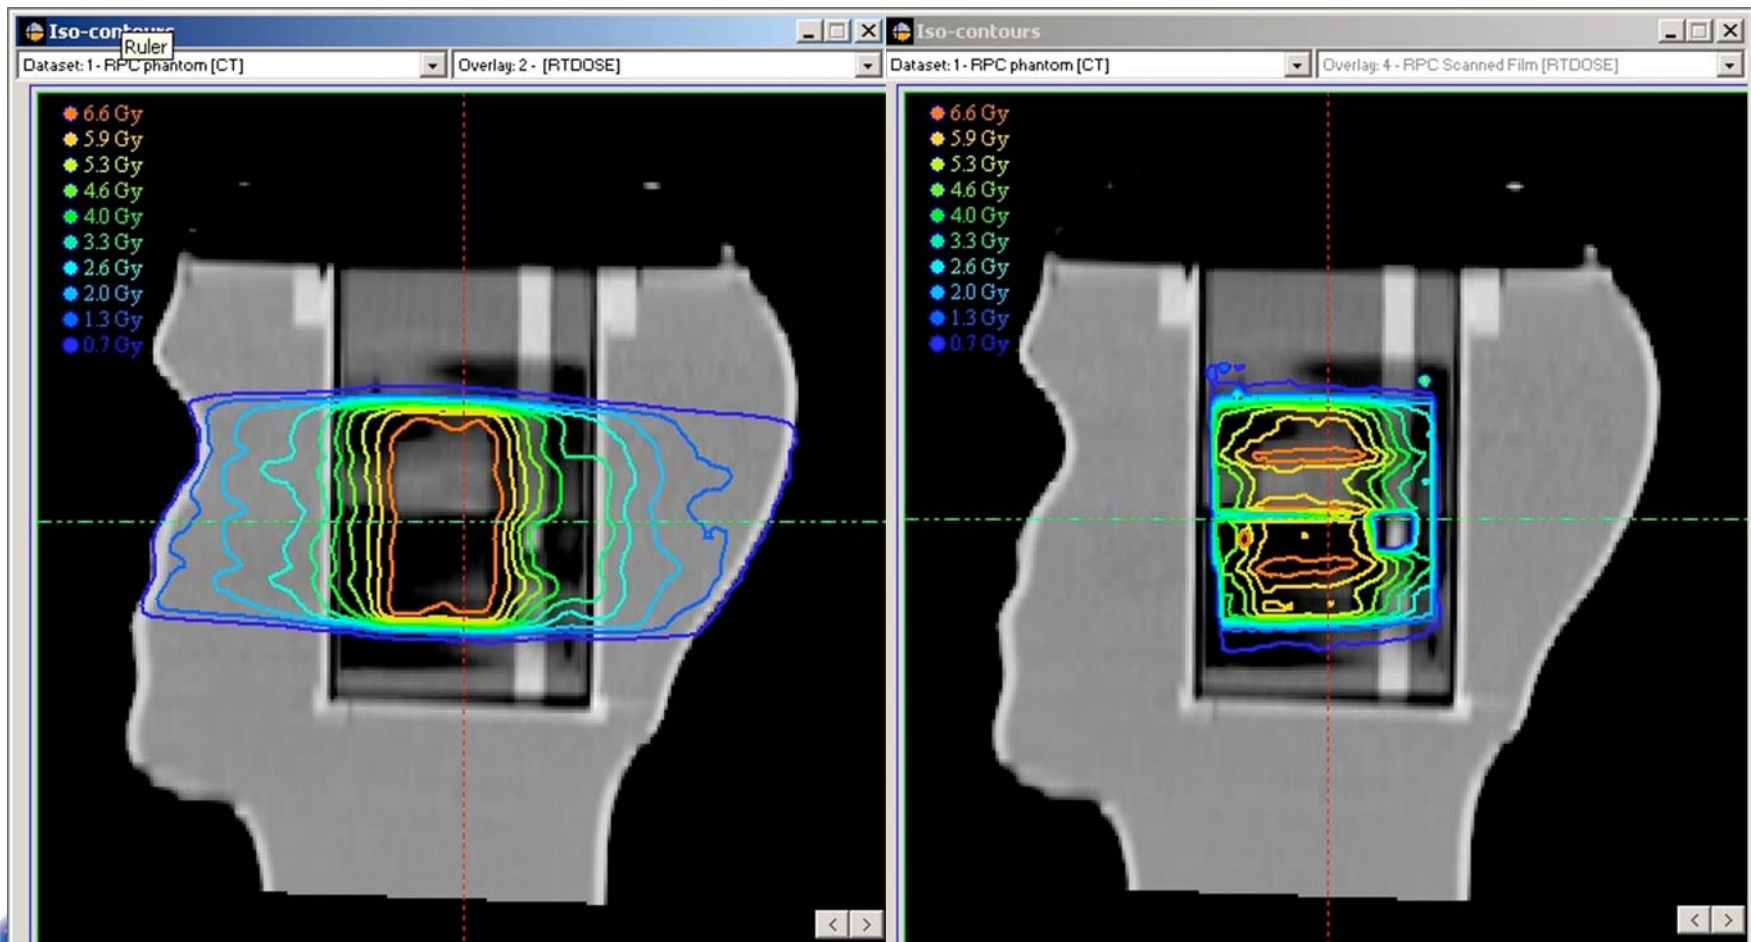 Iso-contours
Ruler
Dataset: 1 - RPC phantom [CT]
Overlay: 2 - [RTDOSE]
6.6 Gy
5.9 Gy
5.3 Gy
4.6 Gy
4.0 Gy
3.3 Gy
2.6 Gy
2.0 Gy
1.3 Gy
0.7 Gy
Iso-contours
Dataset: 1 - RPC phantom [CT]
Overlay: 4 - RPC Scanned Film [RTDOSE]
6.6 Gy
5.9 Gy
5.3 Gy
4.6 Gy
4.0 Gy
3.3 Gy
2.6 Gy
2.0 Gy
1.3 Gy
0.7 Gy